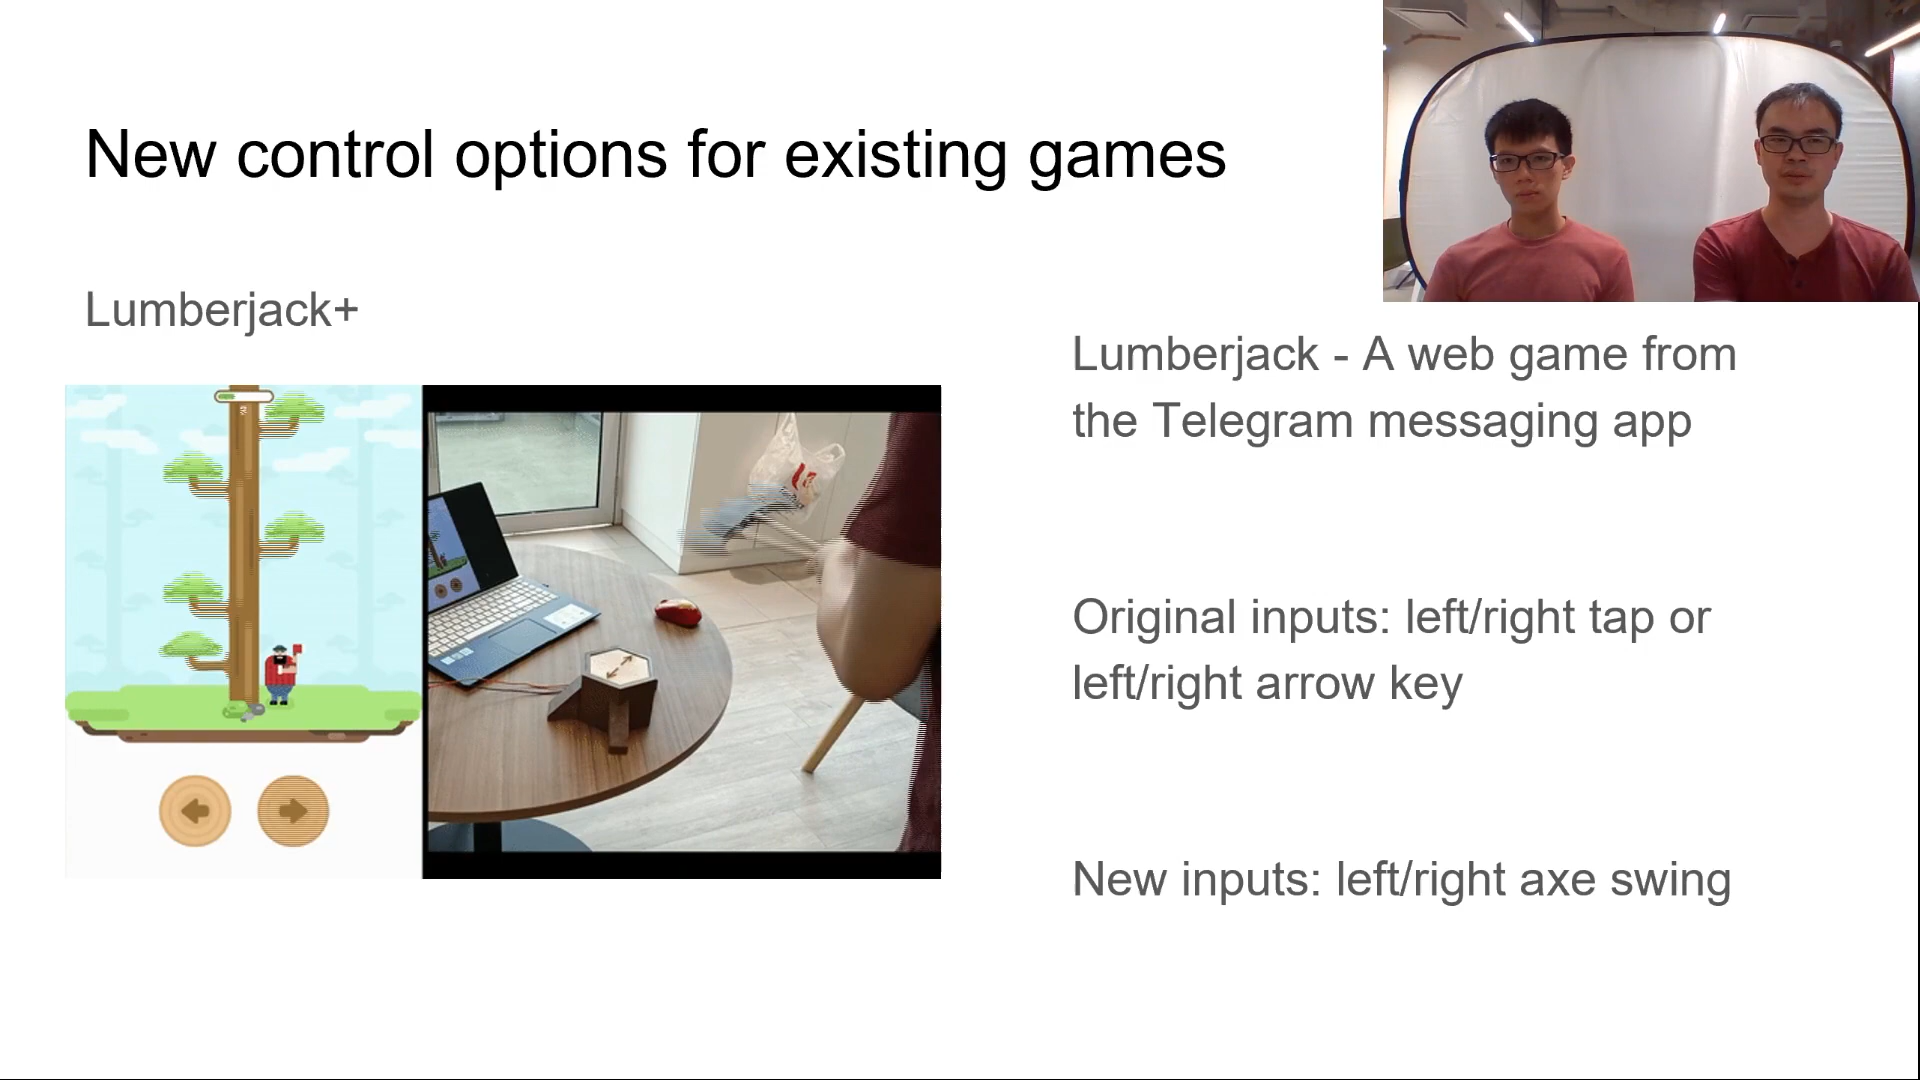 New control options for existing games
Lumberjack+
Lumberjack - A web game from
the Telegram messaging app
Original inputs: left/right tap or
left/right arrow key
New inputs: left/right axe swing